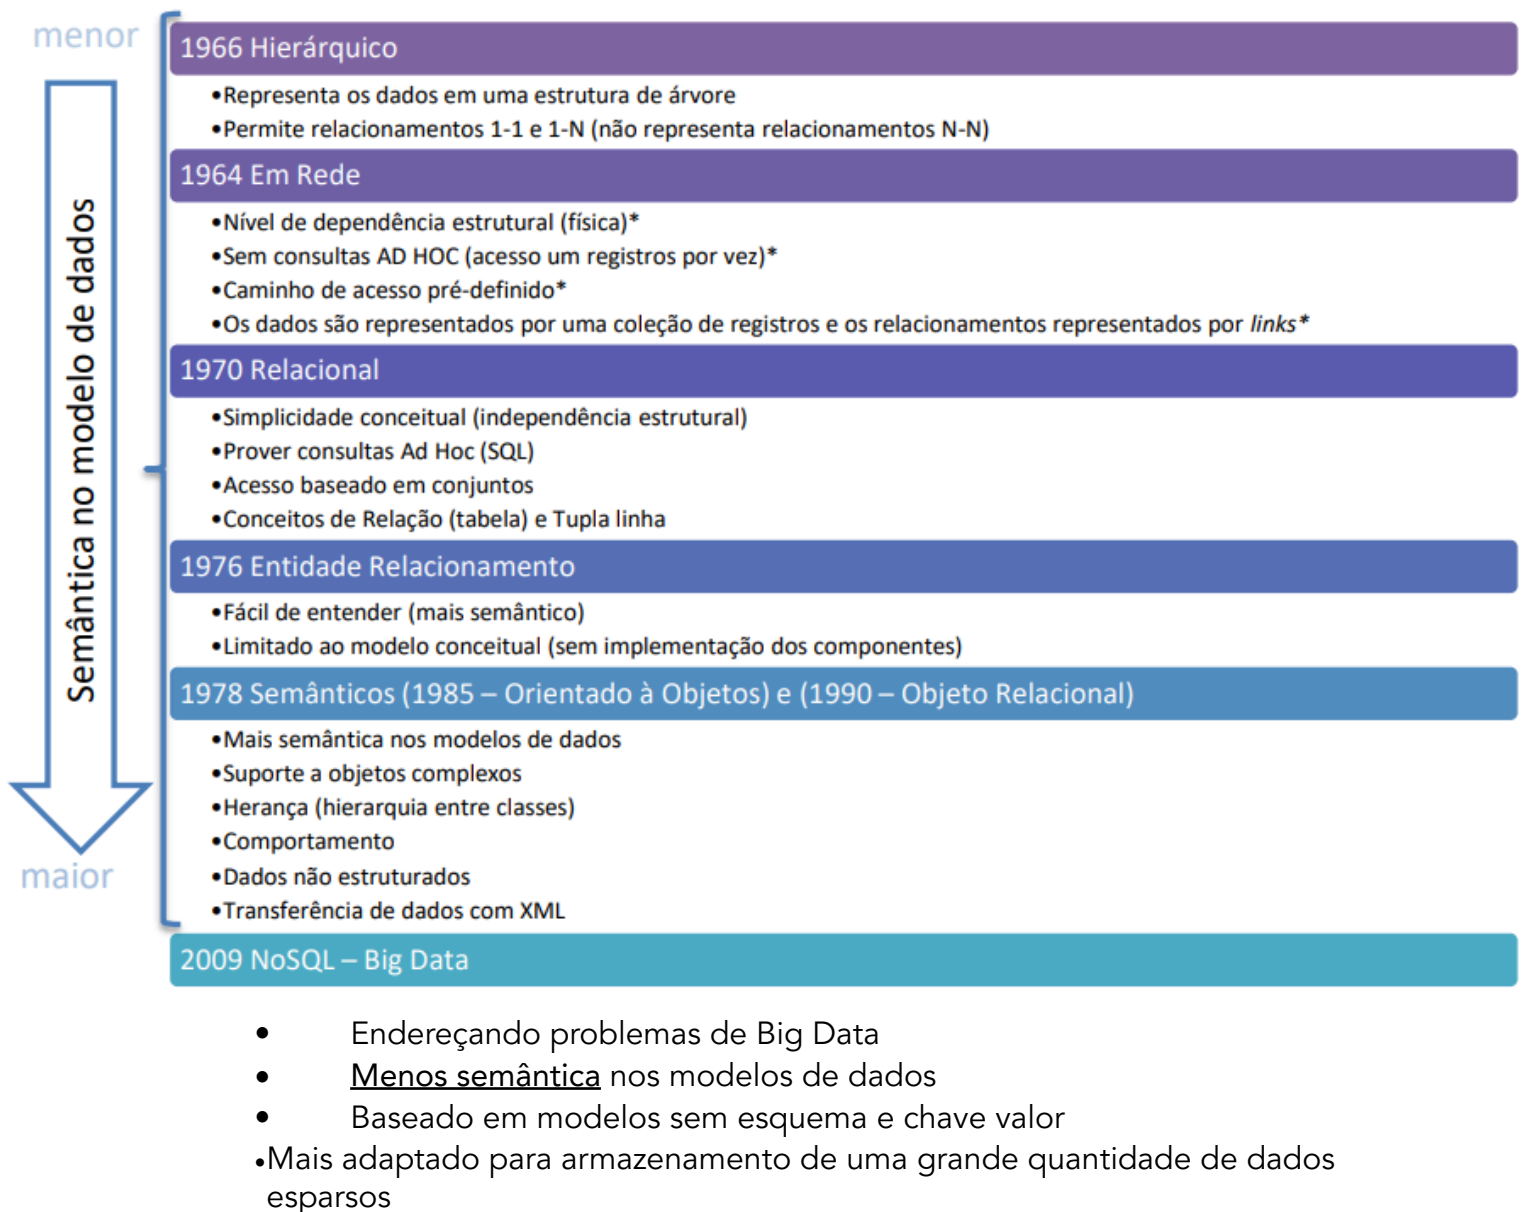 menor
Semântica no modelo de dados
maior
1966 Hierárquico
•Representa os dados em uma estrutura de árvore
•Permite relacionamentos 1-1 e 1-N (não representa relacionamentos N-N)
1964 Em Rede
•Nível de dependência estrutural (física)*
•Sem consultas AD HOC (acesso um registros por vez)*
•Caminho de acesso pré-definido*
•Os dados são representados por uma coleção de registros e os relacionamentos representados por links*
1970 Relacional
•Simplicidade conceitual (independência estrutural)
•Prover consultas Ad Hoc (SQL)
•Acesso baseado em conjuntos
•Conceitos de Relação (tabela) e Tupla linha
1976 Entidade Relacionamento
•Fácil de entender (mais semântico)
•Limitado ao modelo conceitual (sem implementação dos componentes)
1978 Semânticos (1985 – Orientado à Objetos) e (1990 – Objeto Relacional)
•Mais semântica nos modelos de dados
•Suporte a objetos complexos
•Herança (hierarquia entre classes)
•Comportamento
•Dados não estruturados
•Transferência de dados com XML
2009 NoSQL – Big Data
• Endereçando problemas de Big Data
• Menos semântica nos modelos de dados
• Baseado em modelos sem esquema e chave valor
•Mais adaptado para armazenamento de uma grande quantidade de dados
esparsos